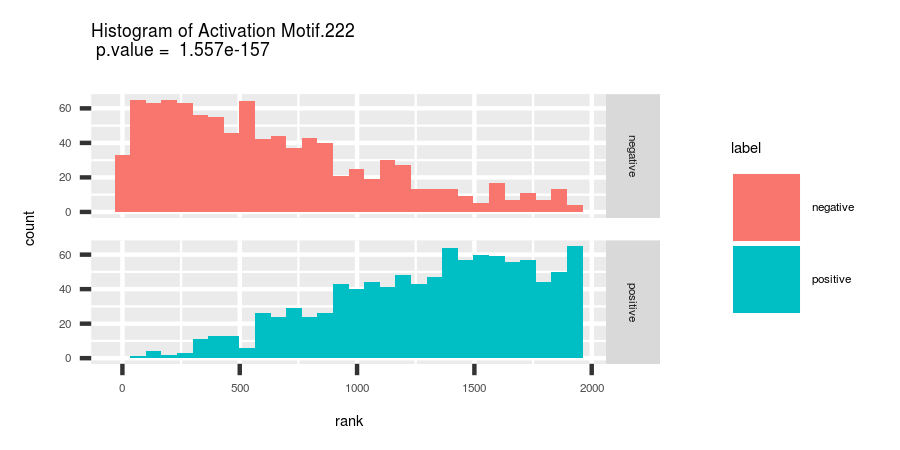 Histogram of Activation Motif.222
p.value = 1.557e-157
60
40
20
0
negative
60
40
20
0
positive
0 500 1000 1500 2000
rank
count
label
negative
positive